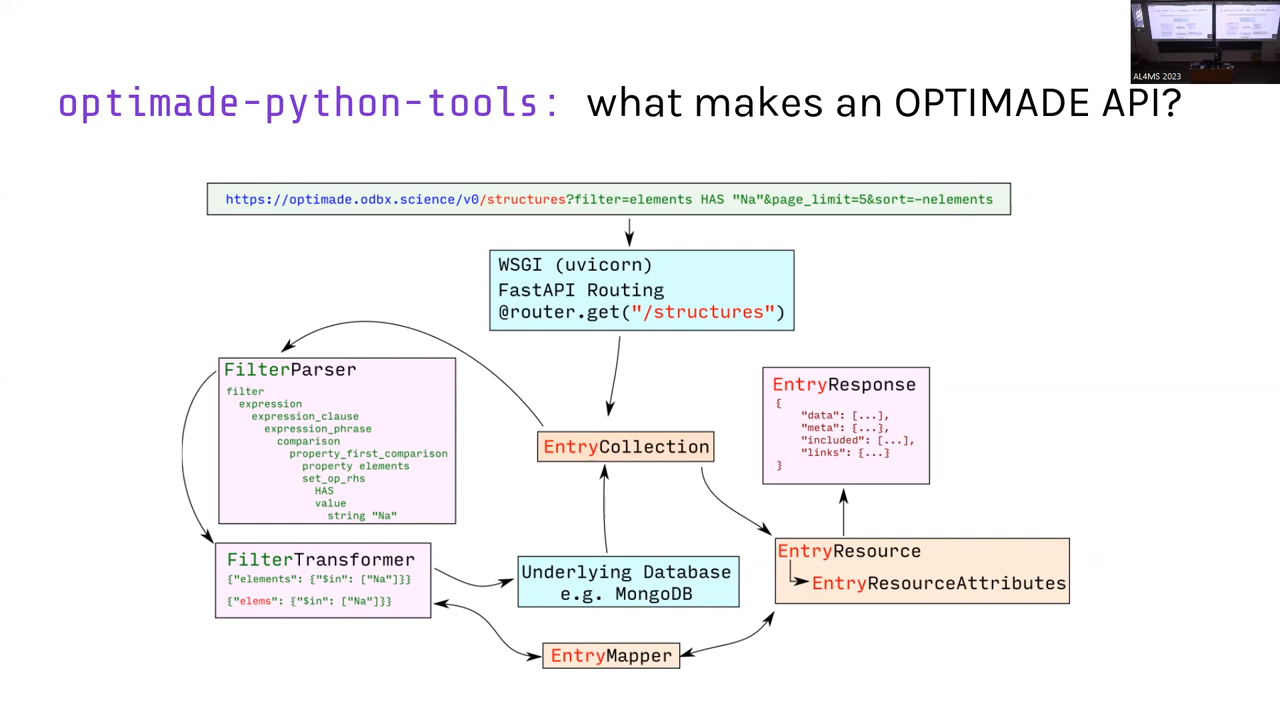 AL4MS 2023
optimade-python-tools: what makes an OPTIMADE API?
https://optimade.odbx.science/v0/structures?filter=elements HAS "Na"&page_limit=5&sort=-nelements
WSGI (uvicorn)
FastAPI Routing
@router.get("/structures")
FilterParser
filter
expression
expression_clause
expression_phrase
comparison
property_first_comparison
property elements
set_op_rhs
HAS
value
string "Na"
EntryResponse
{
"data": [...],
"meta": {...},
"included": [...],
"links": {...}
}
EntryCollection
FilterTransformer
{"elements": {"$in": ["Na"]}}
{"elems": {"$in": ["Na"]}}
Underlying Database
e.g. MongoDB
EntryResource
EntryResourceAttributes
EntryMapper